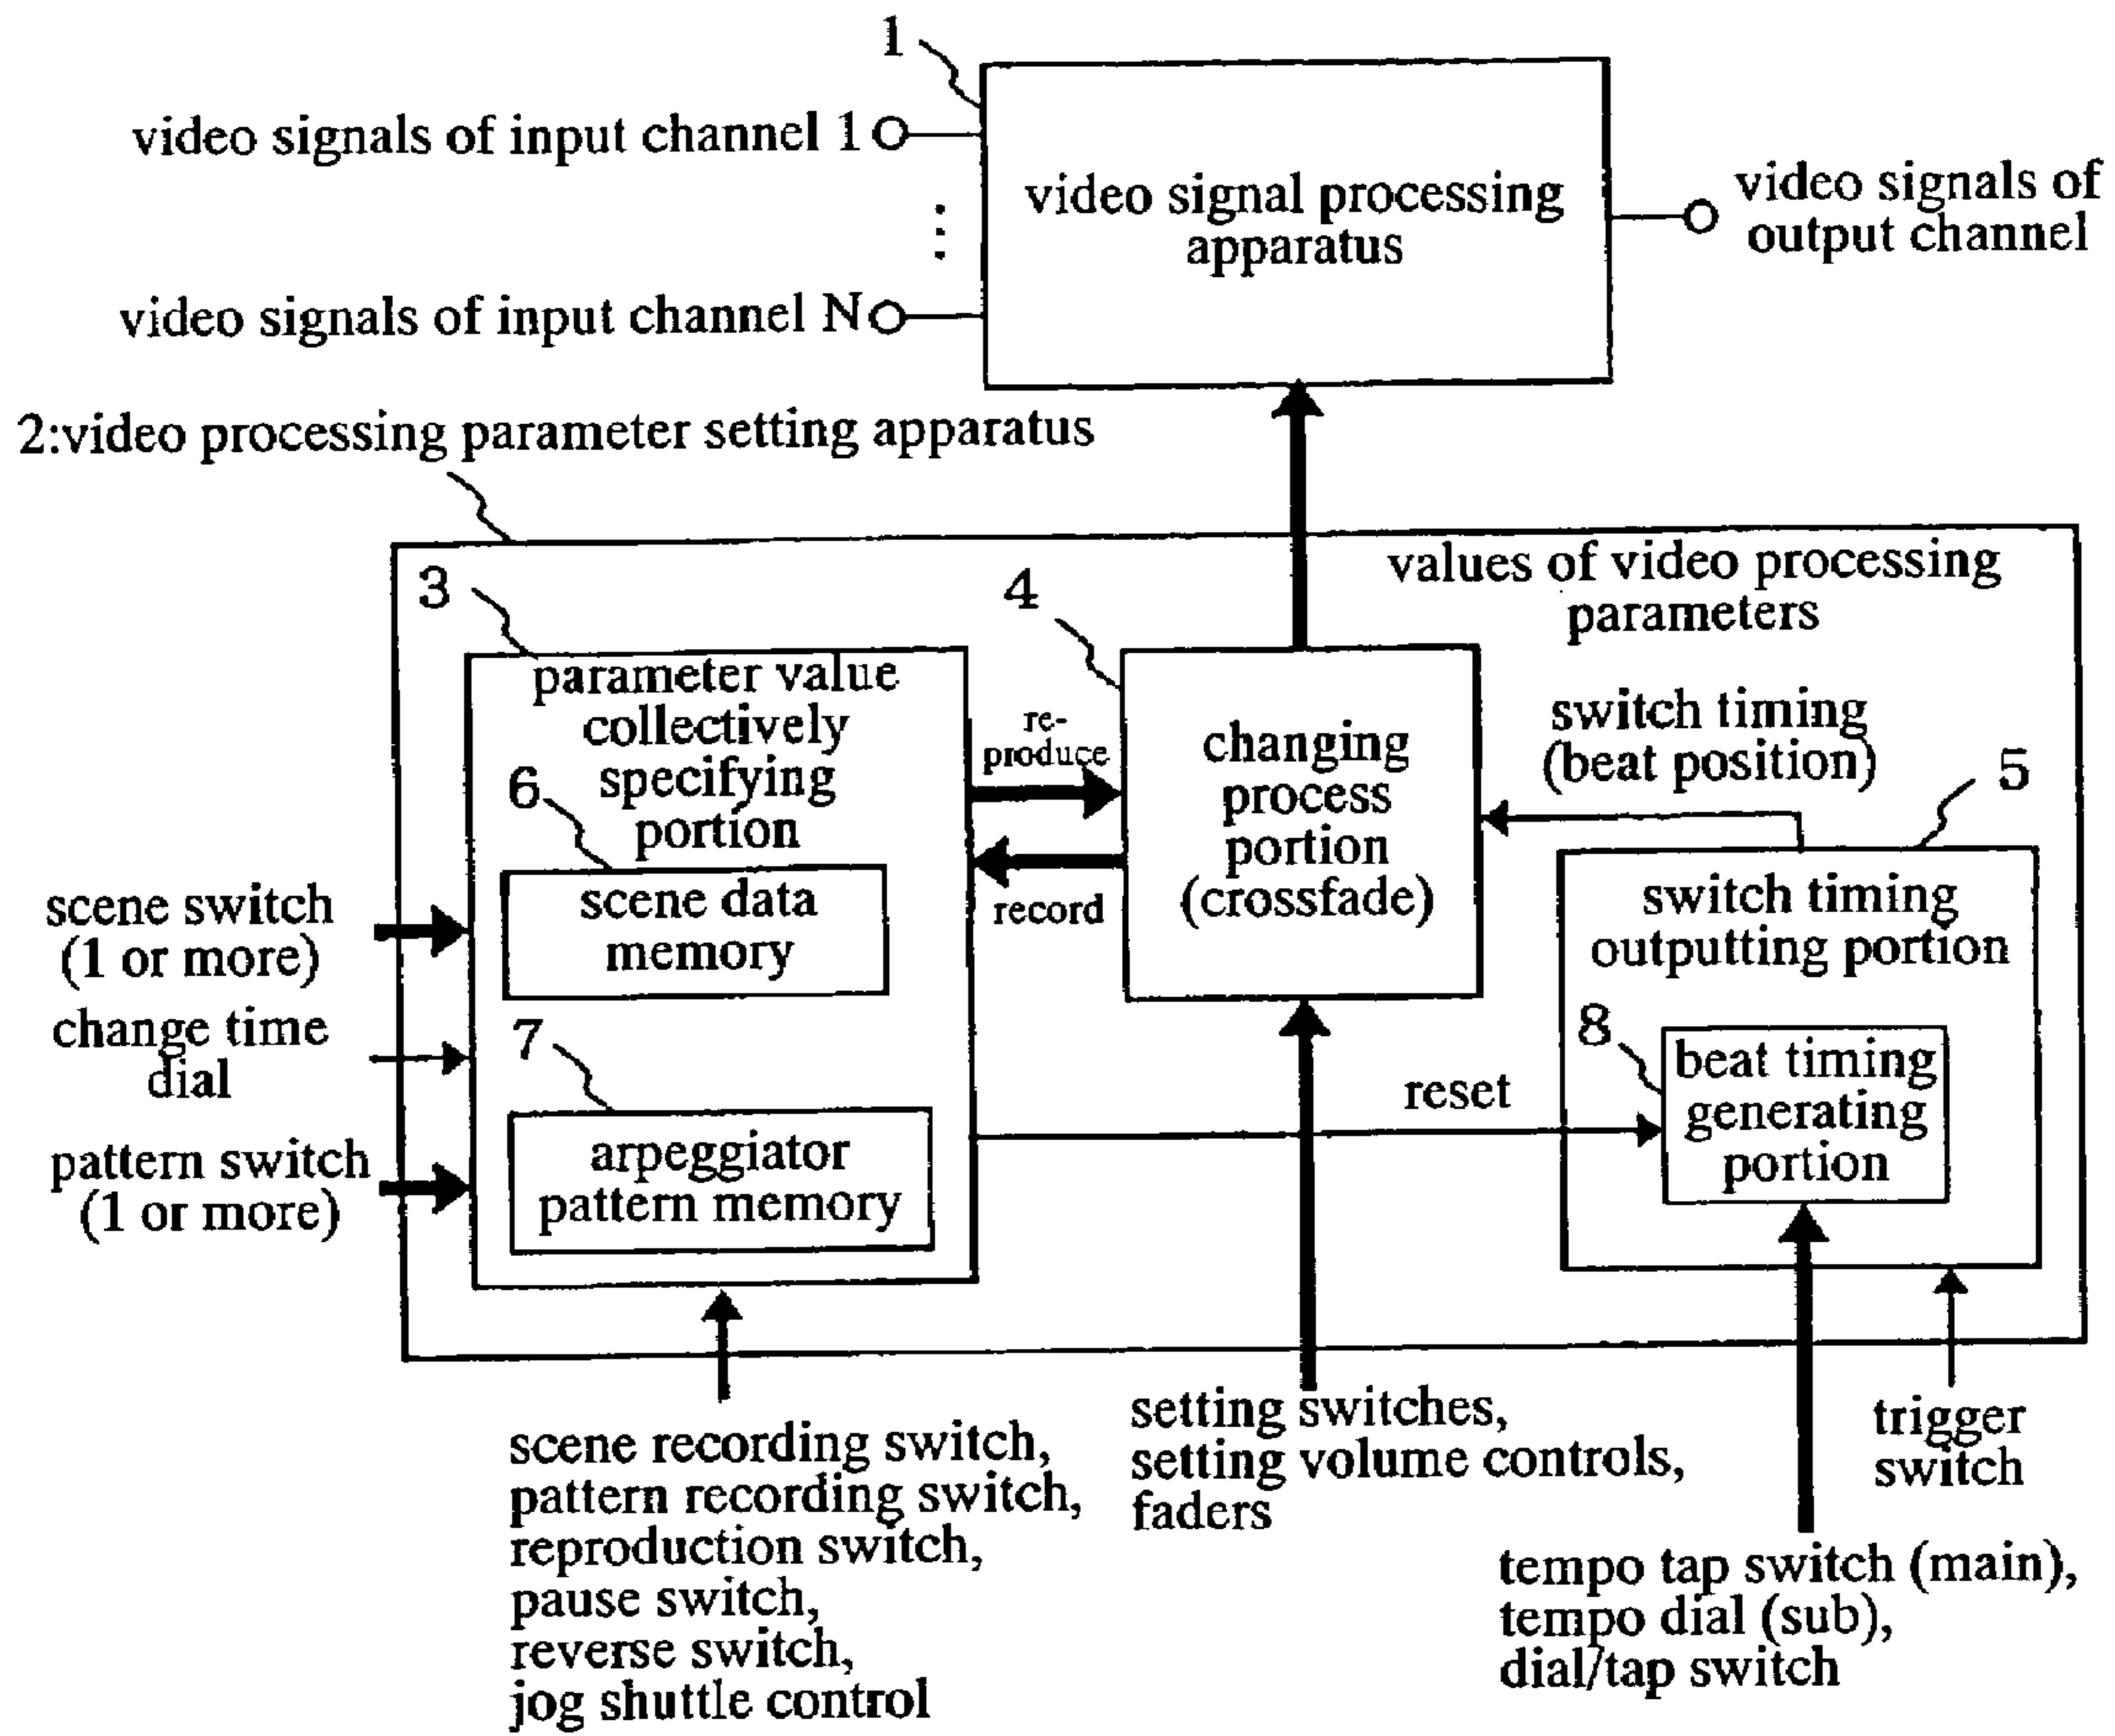 1
video signals of input channel 1
video signal processing
apparatus
video signals of
output channel
video signals of input channel N
2:video processing parameter setting apparatus
values of video processing
parameters
3
parameter value
collectively
specifying
portion
4
re-
produce
record
changing
process
portion
(crossfade)
switch timing
(beat position)
5
switch timing
outputting portion
6
scene data
memory
scene switch
(1 or more)
change time
dial
7
arpeggiator
pattern memory
pattern switch
(1 or more)
reset
8
beat timing
generating
portion
scene recording switch,
pattern recording switch,
reproduction switch,
pause switch,
reverse switch,
jog shuttle control
setting switches,
setting volume controls,
faders
trigger
switch
tempo tap switch (main),
tempo dial (sub),
dial/tap switch